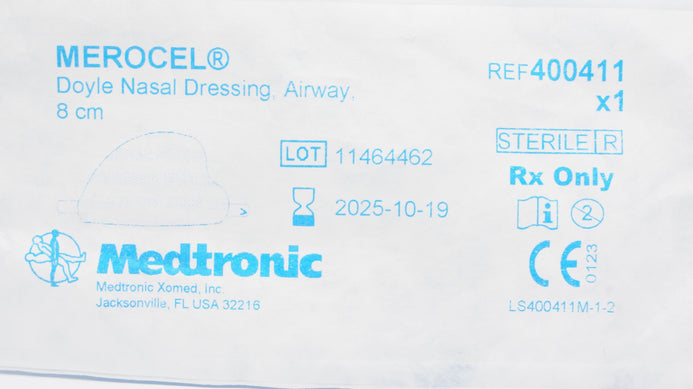 MEROCEL®
Doyle Nasal Dressing, Airway,
8 cm
REF400411
x1
STERILE R
LOT 11464462
Rx Only
2025-10-19
i 2
Medtronic
CE 0123
Medtronic Xomed, Inc.
Jacksonville, FL USA 32216
LS400411M-1-2